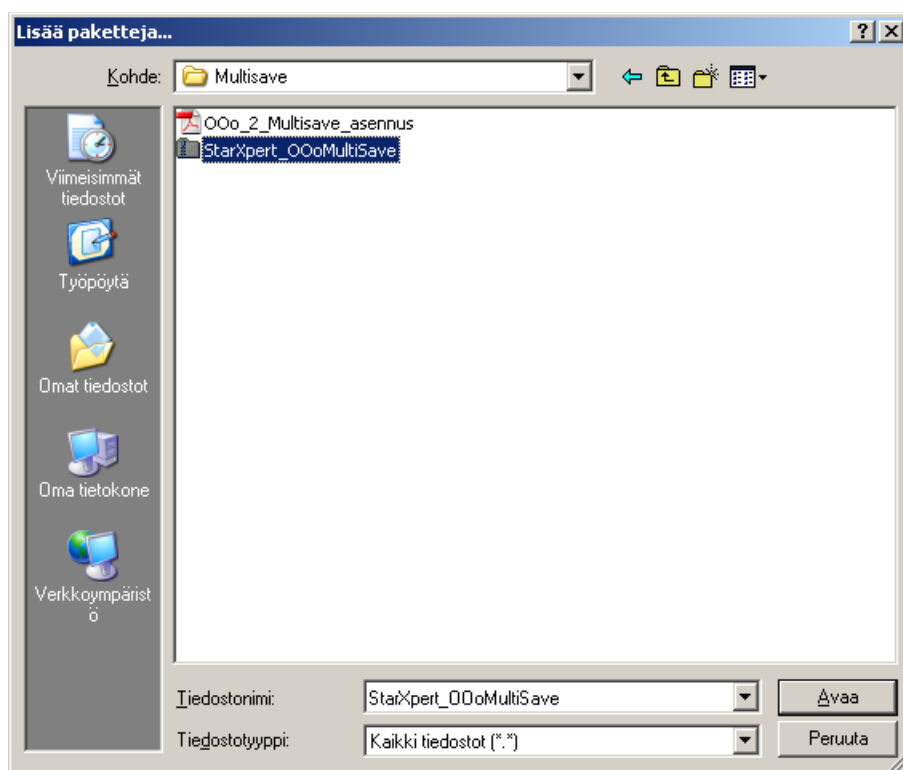 Lisää paketteja...
Kohde:
Multisave
OOo_2_Multisave_asennus
StarXpert_OOoMultiSave
Viimeisimmät
tiedostot
Työpöytä
Omat tiedostot
Oma tietokone
Verkkoympärist
ö
Tiedostonimi:
StarXpert_OOoMultiSave
Avaa
Tiedostotyyppi:
Kaikki tiedostot (*.*)
Peruuta